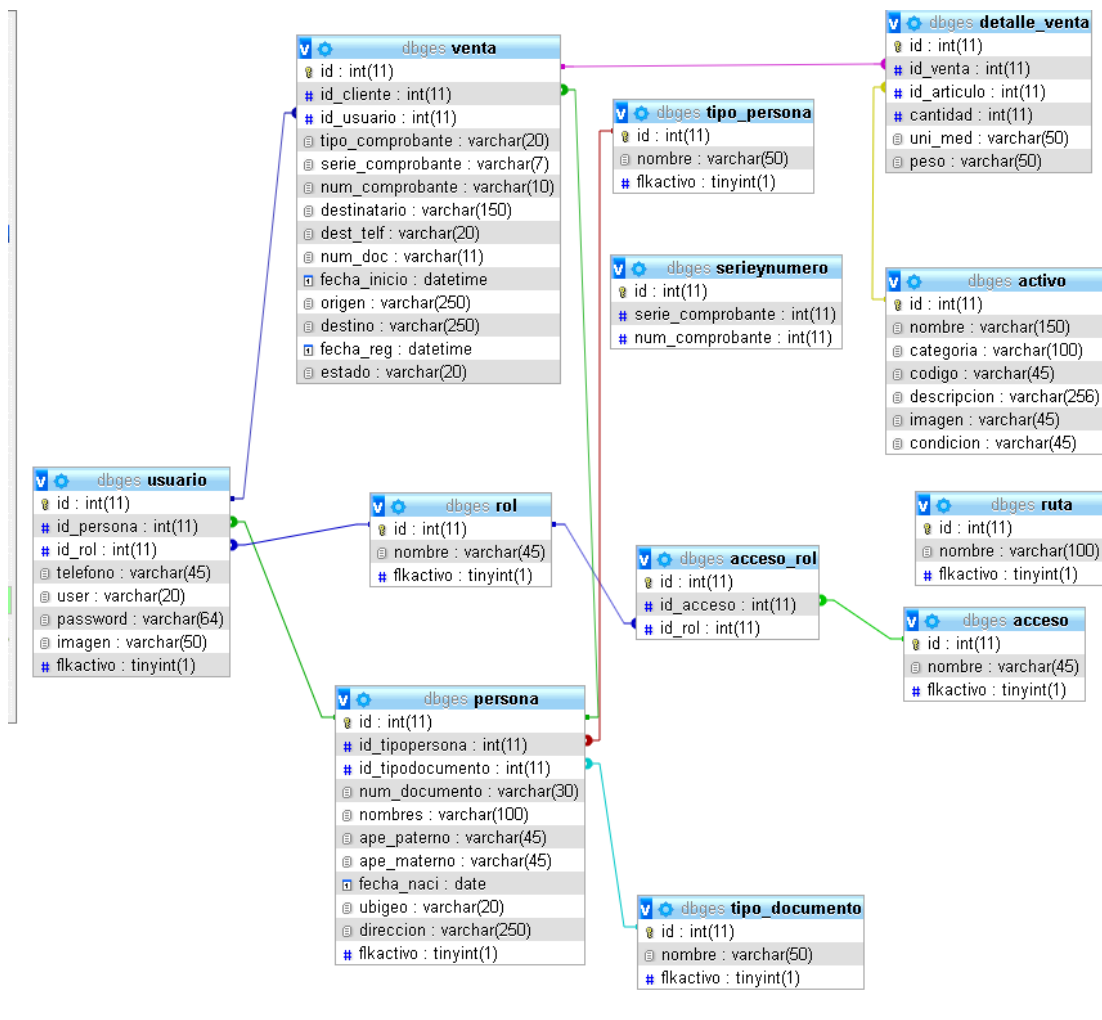 dbges venta
id : int(11)
id_cliente : int(11)
id_usuario : int(11)
tipo_comprobante : varchar(20)
serie_comprobante : varchar(7)
num_comprobante : varchar(10)
destinatario : varchar(150)
dest_telf : varchar(20)
num_doc : varchar(11)
fecha_inicio : datetime
origen : varchar(250)
destino : varchar(250)
fecha_reg : datetime
estado : varchar(20)
dbges tipo_persona
id : int(11)
nombre : varchar(50)
flkactivo : tinyint(1)
dbges detalle_venta
id : int(11)
id_venta : int(11)
id_articulo : int(11)
cantidad : int(11)
uni_med : varchar(50)
peso : varchar(50)
dbges serieynumero
id : int(11)
serie_comprobante : int(11)
num_comprobante : int(11)
dbges activo
id : int(11)
nombre : varchar(150)
categoria : varchar(100)
codigo : varchar(45)
descripcion : varchar(256)
imagen : varchar(45)
condicion : varchar(45)
dbges usuario
id : int(11)
id_persona : int(11)
id_rol : int(11)
telefono : varchar(45)
user : varchar(20)
password : varchar(64)
imagen : varchar(50)
flkactivo : tinyint(1)
dbges rol
id : int(11)
nombre : varchar(45)
flkactivo : tinyint(1)
dbges acceso_rol
id : int(11)
id_acceso : int(11)
id_rol : int(11)
dbges ruta
id : int(11)
nombre : varchar(100)
flkactivo : tinyint(1)
dbges acceso
id : int(11)
nombre : varchar(45)
flkactivo : tinyint(1)
dbges persona
id : int(11)
id_tipopersona : int(11)
id_tipodocumento : int(11)
num_documento : varchar(30)
nombres : varchar(100)
ape_paterno : varchar(45)
ape_materno : varchar(45)
fecha_naci : date
ubigeo : varchar(20)
direccion : varchar(250)
flkactivo : tinyint(1)
dbges tipo_documento
id : int(11)
nombre : varchar(50)
flkactivo : tinyint(1)